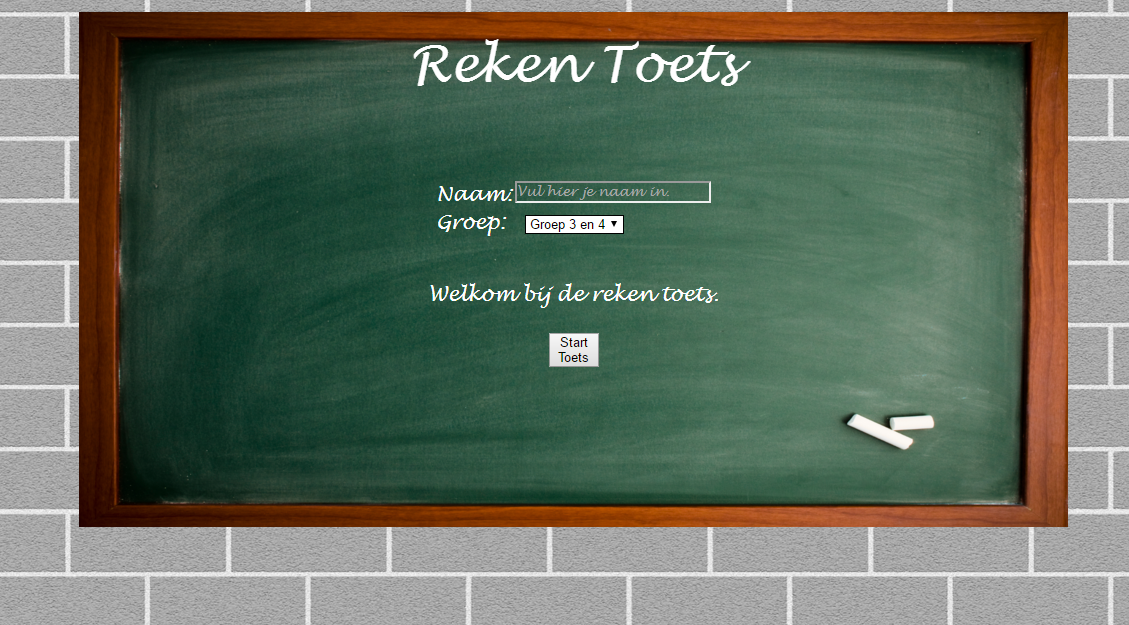 Reken Toets
Naam: Vul hier je naam in.
Groep: Groep 3 en 4
Welkom bij de reken toets.
Start
Toets